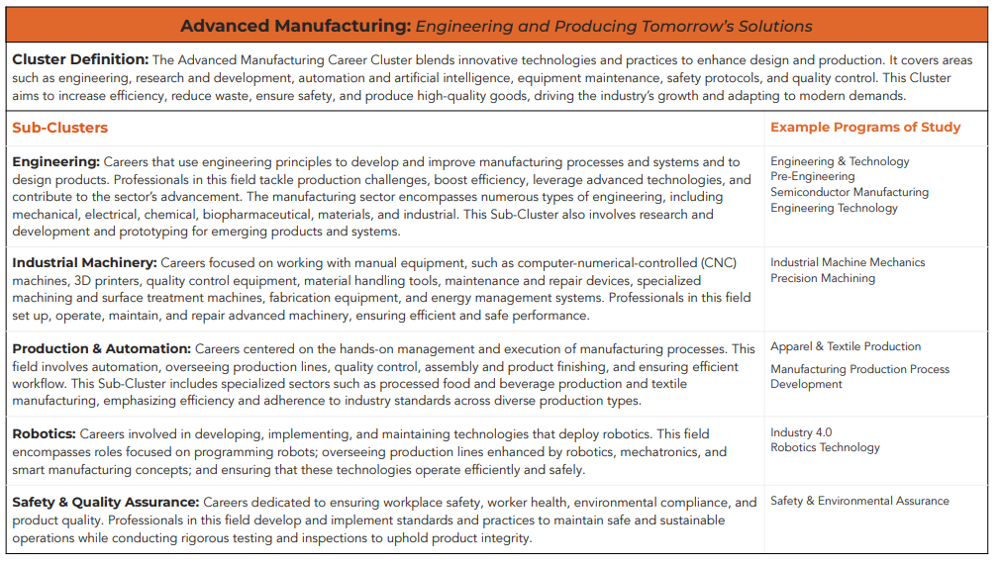 Advanced Manufacturing: Engineering and Producing Tomorrow's Solutions
Cluster Definition: The Advanced Manufacturing Career Cluster blends innovative technologies and practices to enhance design and production. It covers areas
such as engineering, research and development, automation and artificial intelligence, equipment maintenance, safety protocols, and quality control. This Cluster
aims to increase efficiency, reduce waste, ensure safety, and produce high-quality goods, driving the industry's growth and adapting to modern demands.
Sub-Clusters
Example Programs of Study
Engineering: Careers that use engineering principles to develop and improve manufacturing processes and systems and to
design products. Professionals in this field tackle production challenges, boost efficiency, leverage advanced technologies, and
contribute to the sector's advancement. The manufacturing sector encompasses numerous types of engineering, including
mechanical, electrical, chemical, biopharmaceutical, materials, and industrial. This Sub-Cluster also involves research and
development and prototyping for emerging products and systems.
Engineering & Technology
Pre-Engineering
Semiconductor Manufacturing
Engineering Technology
Industrial Machinery: Careers focused on working with manual equipment, such as computer-numerical-controlled (CNC)
machines, 3D printers, quality control equipment, material handling tools, maintenance and repair devices, specialized
machining and surface treatment machines, fabrication equipment, and energy management systems. Professionals in this field
set up, operate, maintain, and repair advanced machinery, ensuring efficient and safe performance.
Industrial Machine Mechanics
Precision Machining
Production & Automation: Careers centered on the hands-on management and execution of manufacturing processes. This
field involves automation, overseeing production lines, quality control, assembly and product finishing, and ensuring efficient
workflow. This Sub-Cluster includes specialized sectors such as processed food and beverage production and textile
manufacturing, emphasizing efficiency and adherence to industry standards across diverse production types.
Apparel & Textile Production
Manufacturing Production Process
Development
Robotics: Careers involved in developing, implementing, and maintaining technologies that deploy robotics. This field
encompasses roles focused on programming robots; overseeing production lines enhanced by robotics, mechatronics, and
smart manufacturing concepts; and ensuring that these technologies operate efficiently and safely.
Industry 4.0
Robotics Technology
Safety & Quality Assurance: Careers dedicated to ensuring workplace safety, worker health, environmental compliance, and
product quality. Professionals in this field develop and implement standards and practices to maintain safe and sustainable
operations while conducting rigorous testing and inspections to uphold product integrity.
Safety & Environmental Assurance